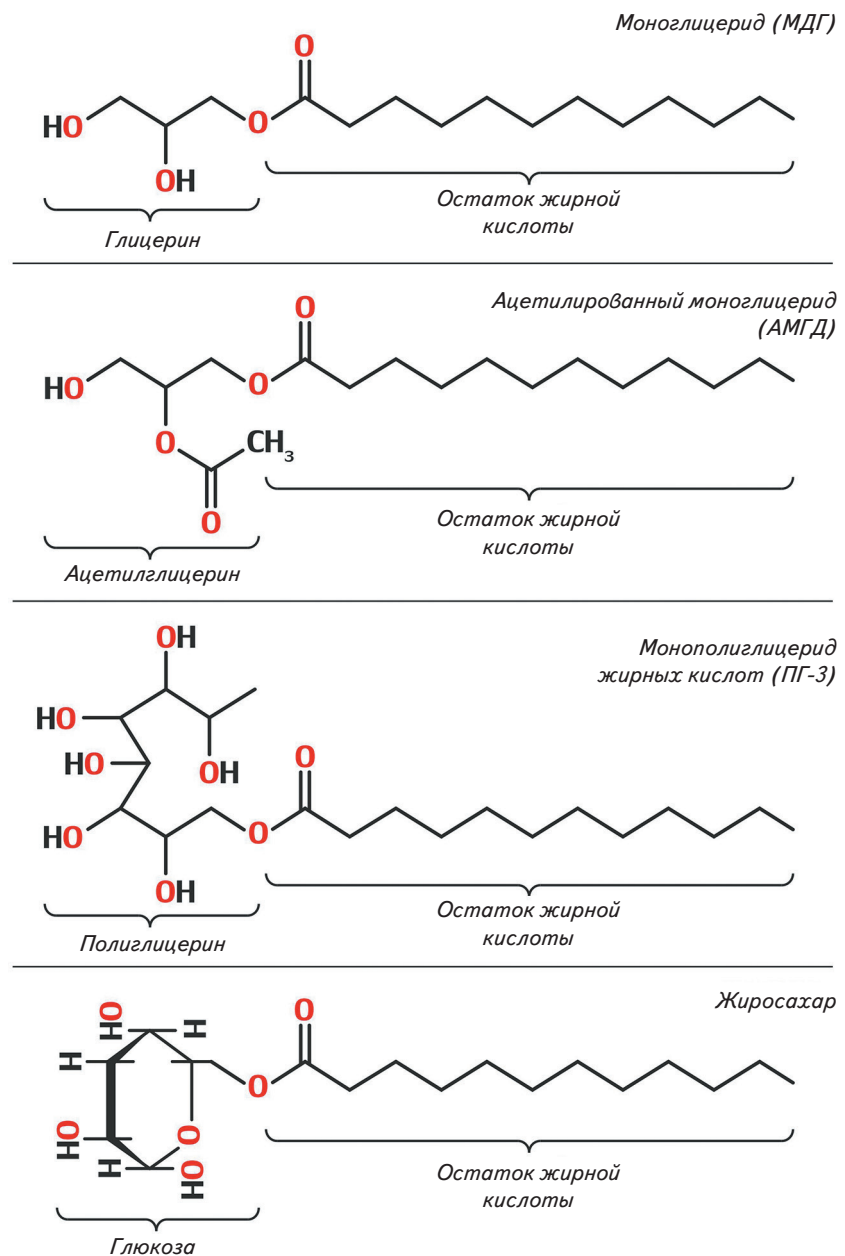 Моноглицерид (МДГ)
O
HO
O
OH
Остаток жирной
кислоты
Глицерин
Ацетилированный моноглицерид
(АМГД)
O
HO
O
O
CH₃
O
Остаток жирной
кислоты
Ацетилглицерин
Монополиглицерид
жирных кислот (ПГ-3)
OH
HO
HO
OH
O
HO
O
OH
Остаток жирной
кислоты
Полиглицерин
Жиросахар
HO
H
O
H
O
HO
O
H
OH
Остаток жирной
кислоты
Глюкоза